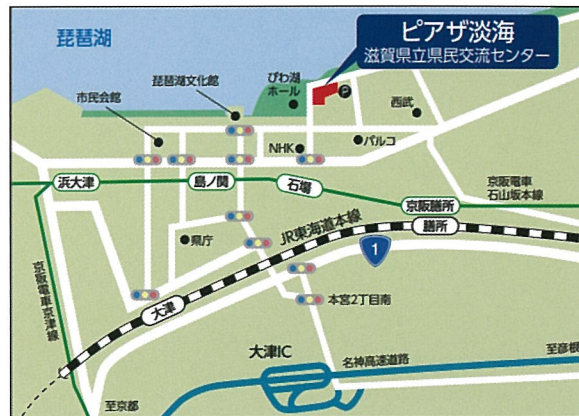 琵琶湖
ピアザ淡海
滋賀県立県民交流センター
琵琶湖文化館
びわ湖
ホール
P
西武
市民会館
NHK
パルコ
浜大津
島ノ関
石場
京阪電車
石山坂本線
京阪膳所
県庁
JR東海道本線
膳所
1
京阪電車京津線
大津
本宮2丁目南
大津IC
名神高速道路
至彦根
至京都